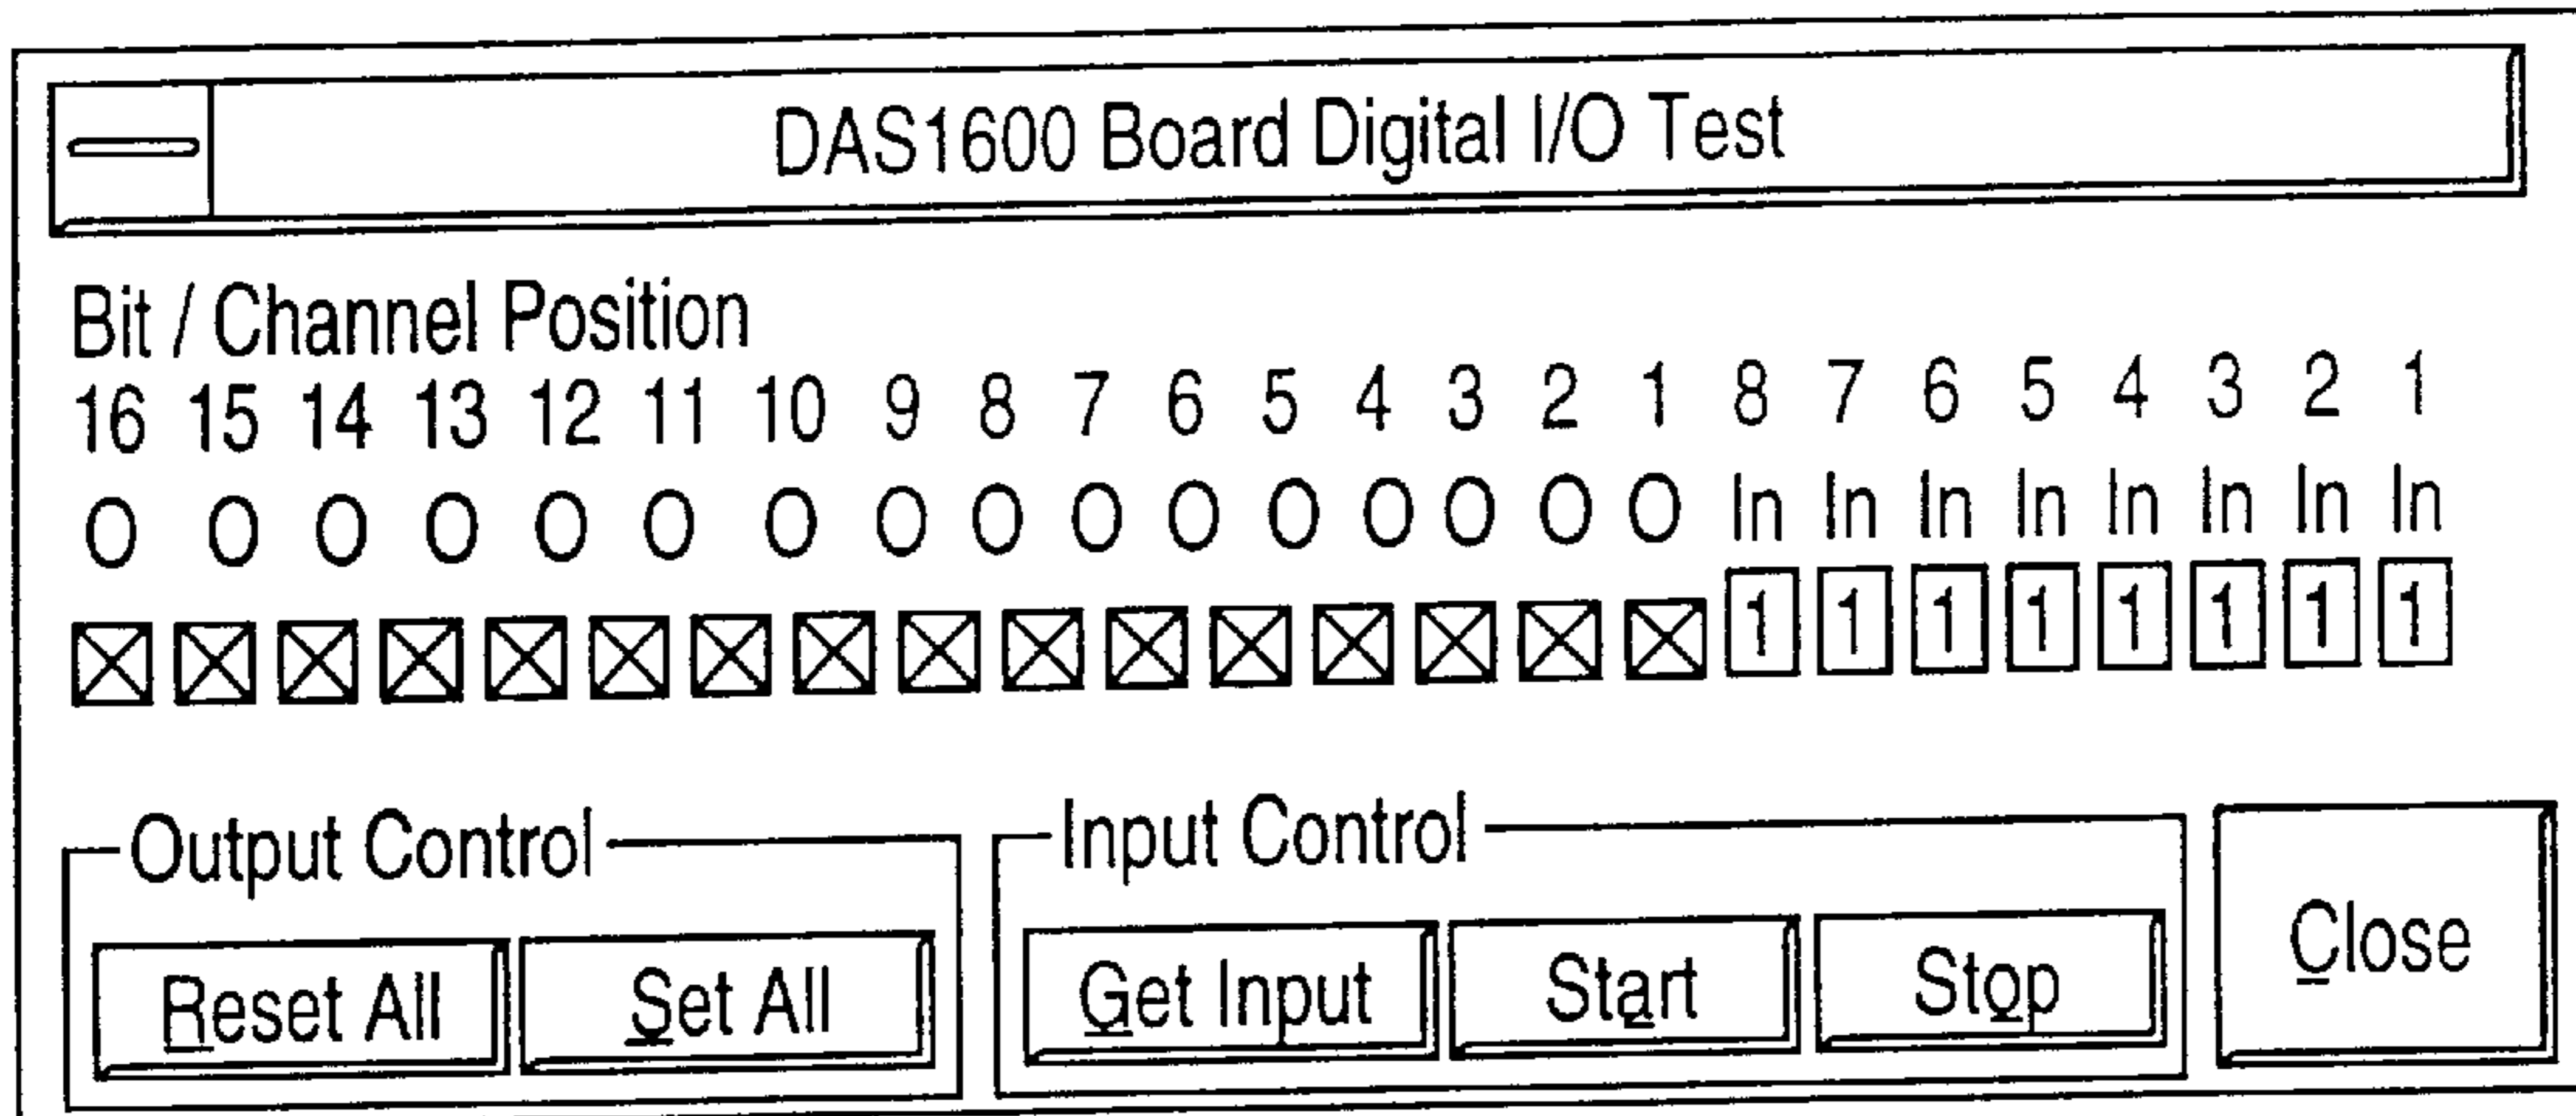 DAS1600 Board Digital I/O Test
Bit / Channel Position
16 15 14 13 12 11 10 9 8 7 6 5 4 3 2 1 8 7 6 5 4 3 2 1
O O O O O O O O O O O O O O O O In In In In In In In In
1 1 1 1 1 1 1 1
Output Control Input Control
Reset All Set All Get Input Start Stop Close